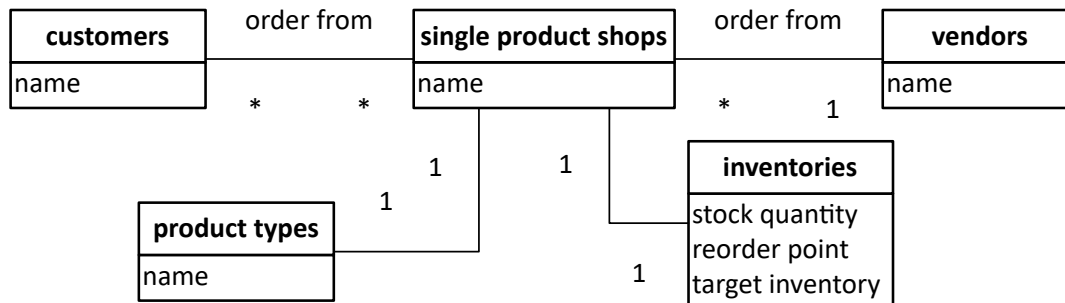 order from
order from
customers
name
single product shops
name
vendors
name
*
*
*
1
1
1
1
1
product types
name
inventories
stock quantity
reorder point
target inventory